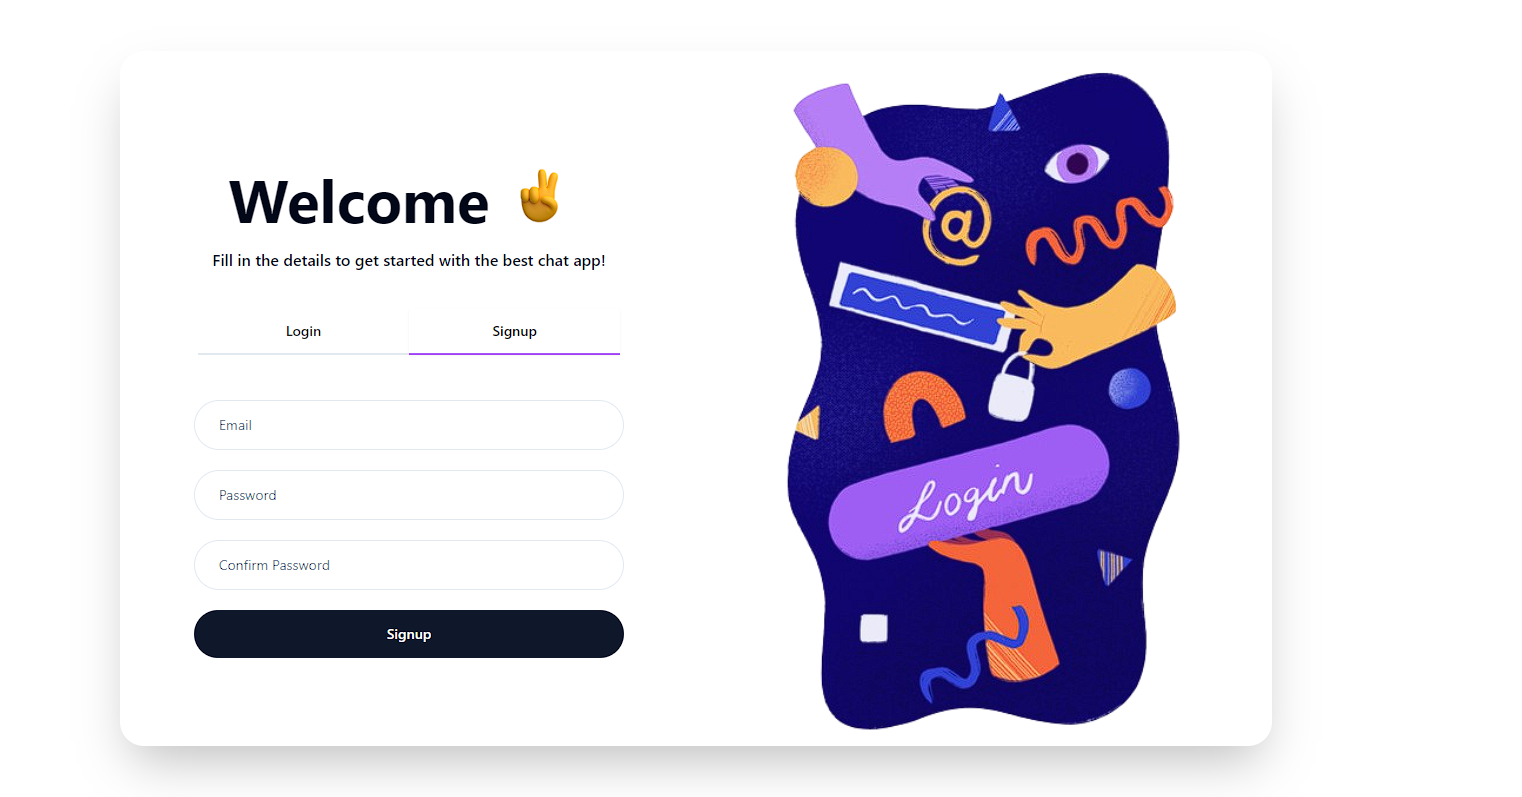 Welcome ✌
Fill in the details to get started with the best chat app!
Login
Signup
Email
Password
Confirm Password
Signup
@
Login